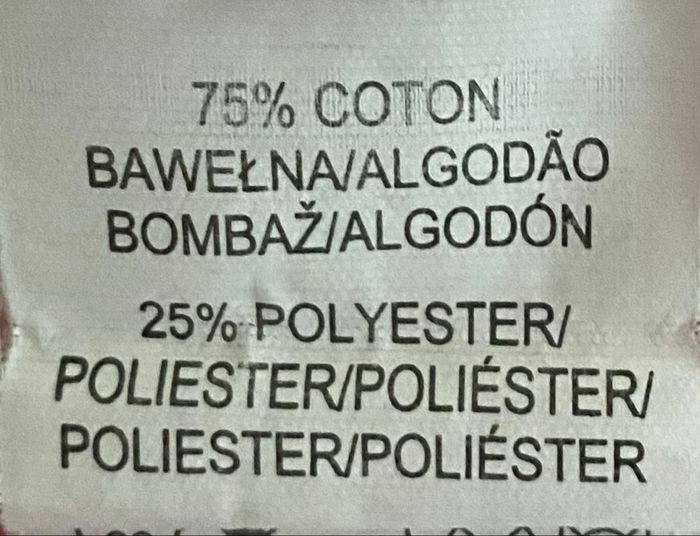 75% COTON
BAWEŁNA/ALGODÃO
BOMBAŽ/ALGODÓN
25% POLYESTER/
POLIESTER/POLIÉSTER/
POLIESTER/POLIÉSTER